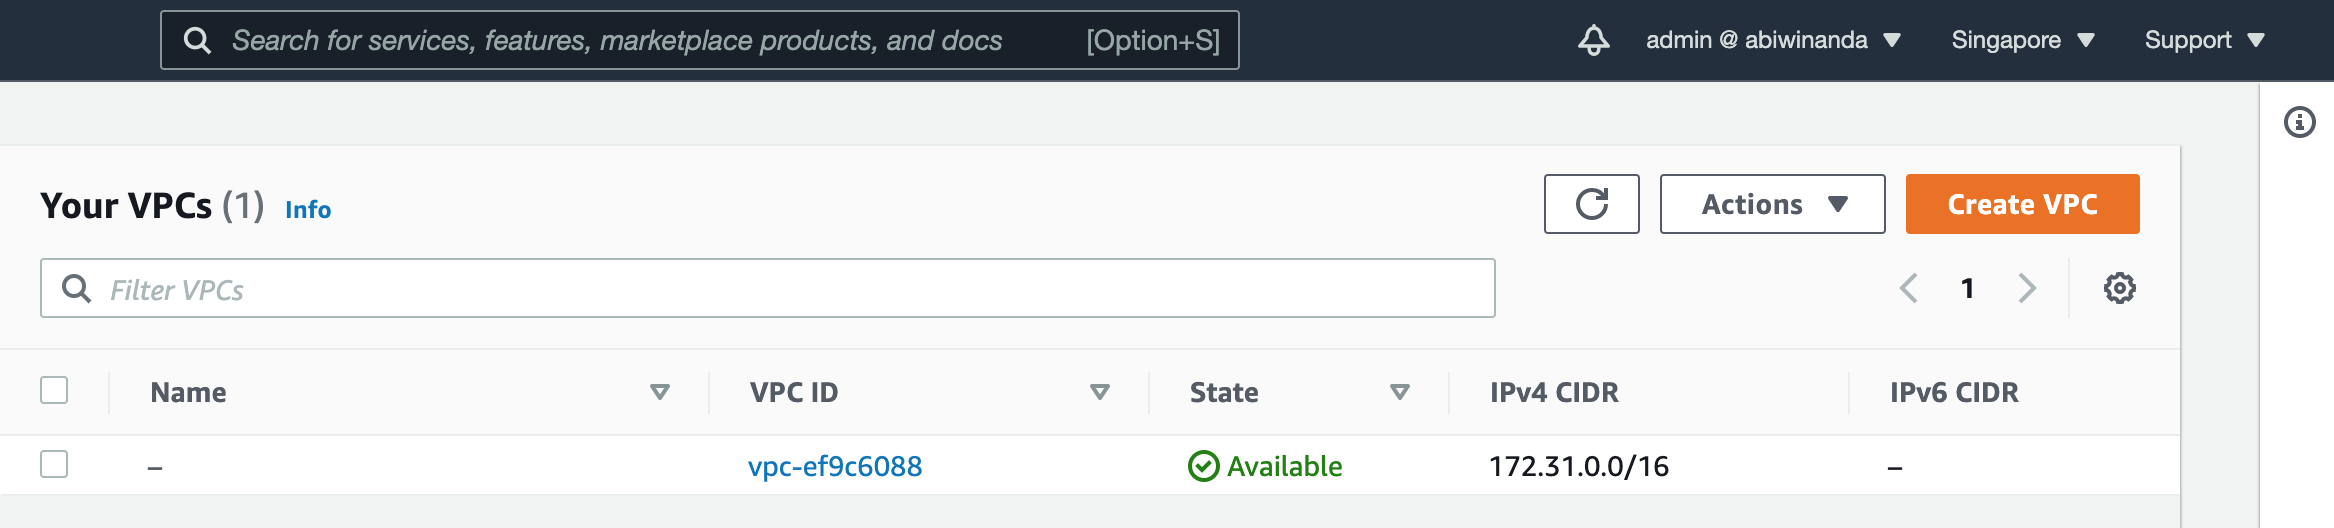 Search for services, features, marketplace products, and docs [Option+S] admin @ abiwinanda Singapore Support
Your VPCs (1) Info Actions Create VPC
Filter VPCs 1
Name VPC ID State IPv4 CIDR IPv6 CIDR
– vpc-ef9c6088 Available 172.31.0.0/16 –